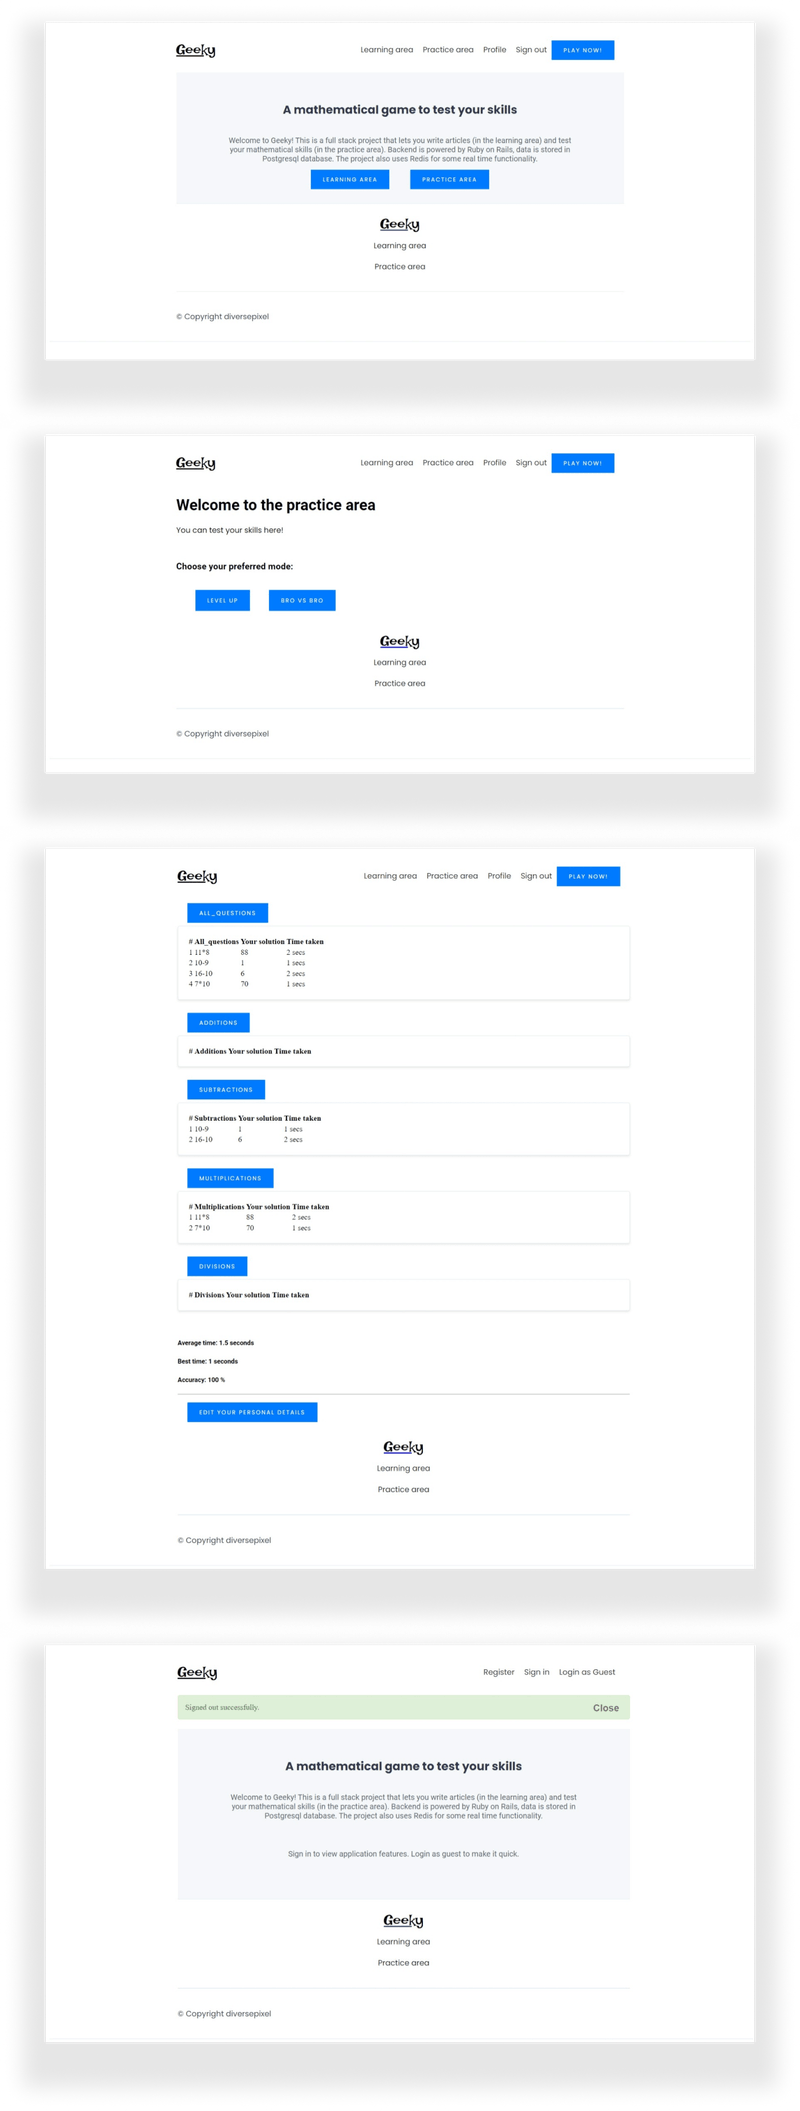 Geeky
Learning area Practice area Profile Sign out PLAY NOW!
A mathematical game to test your skills
Welcome to Geeky! This is a full stack project that lets you write articles (in the learning area) and test
your mathematical skills (in the practice area). Backend is powered by Ruby on Rails, data is stored in
Postgresql database. The project also uses Redis for some real time functionality.
LEARNING AREA PRACTICE AREA
Geeky
Learning area
Practice area
© Copyright diversepixel
Geeky
Learning area Practice area Profile Sign out PLAY NOW!
Welcome to the practice area
You can test your skills here!
Choose your preferred mode:
LEVEL UP BRO VS BRO
Geeky
Learning area
Practice area
© Copyright diversepixel
Geeky
Learning area Practice area Profile Sign out PLAY NOW!
ALL_QUESTIONS
# All_questions Your solution Time taken
1 11*8 88 2 secs
2 10-9 1 1 secs
3 16-10 6 2 secs
4 7*10 70 1 secs
ADDITIONS
# Additions Your solution Time taken
SUBTRACTIONS
# Subtractions Your solution Time taken
1 10-9 1 1 secs
2 16-10 6 2 secs
MULTIPLICATIONS
# Multiplications Your solution Time taken
1 11*8 88 2 secs
2 7*10 70 1 secs
DIVISIONS
# Divisions Your solution Time taken
Average time: 1.5 seconds
Best time: 1 seconds
Accuracy: 100 %
EDIT YOUR PERSONAL DETAILS
Geeky
Learning area
Practice area
© Copyright diversepixel
Geeky
Register Sign in Login as Guest
Signed out successfully. Close
A mathematical game to test your skills
Welcome to Geeky! This is a full stack project that lets you write articles (in the learning area) and test
your mathematical skills (in the practice area). Backend is powered by Ruby on Rails, data is stored in
Postgresql database. The project also uses Redis for some real time functionality.
Sign in to view application features. Login as guest to make it quick.
Geeky
Learning area
Practice area
© Copyright diversepixel